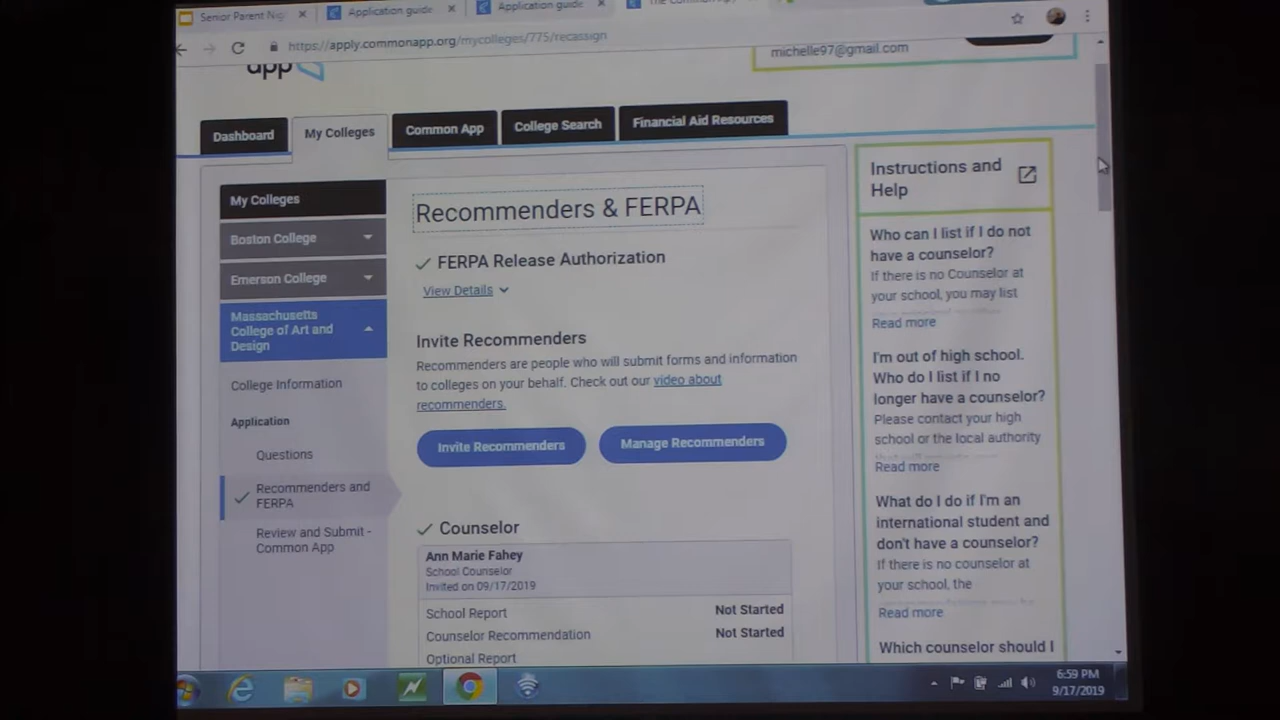 Senior Parent Nig
Application guide
Application guide
https://apply.commonapp.org/mycolleges/775/recassign
app
michelle97@gmail.com
Dashboard
My Colleges
Common App
College Search
Financial Aid Resources
My Colleges
Boston College
Emerson College
Massachusetts
College of Art and
Design
College Information
Application
Questions
Recommenders and
FERPA
Review and Submit -
Common App
Recommenders & FERPA
FERPA Release Authorization
View Details
Invite Recommenders
Recommenders are people who will submit forms and information
to colleges on your behalf. Check out our video about
recommenders.
Invite Recommenders
Manage Recommenders
Counselor
Ann Marie Fahey
School Counselor
Invited on 09/17/2019
School Report Not Started
Counselor Recommendation Not Started
Optional Report
Instructions and
Help
Who can I list if I do not
have a counselor?
If there is no Counselor at
your school, you may list
Read more
I'm out of high school.
Who do I list if I no
longer have a counselor?
Please contact your high
school or the local authority
Read more
What do I do if I'm an
international student and
don't have a counselor?
If there is no counselor at
your school, the
Read more
Which counselor should I
6:59 PM
9/17/2019